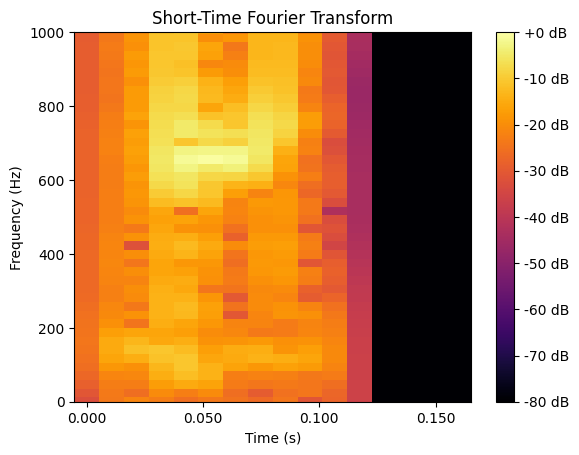 Short-Time Fourier Transform
1000
800
600
400
200
0
Frequency (Hz)
0.000
0.050
0.100
0.150
Time (s)
+0 dB
-10 dB
-20 dB
-30 dB
-40 dB
-50 dB
-60 dB
-70 dB
-80 dB